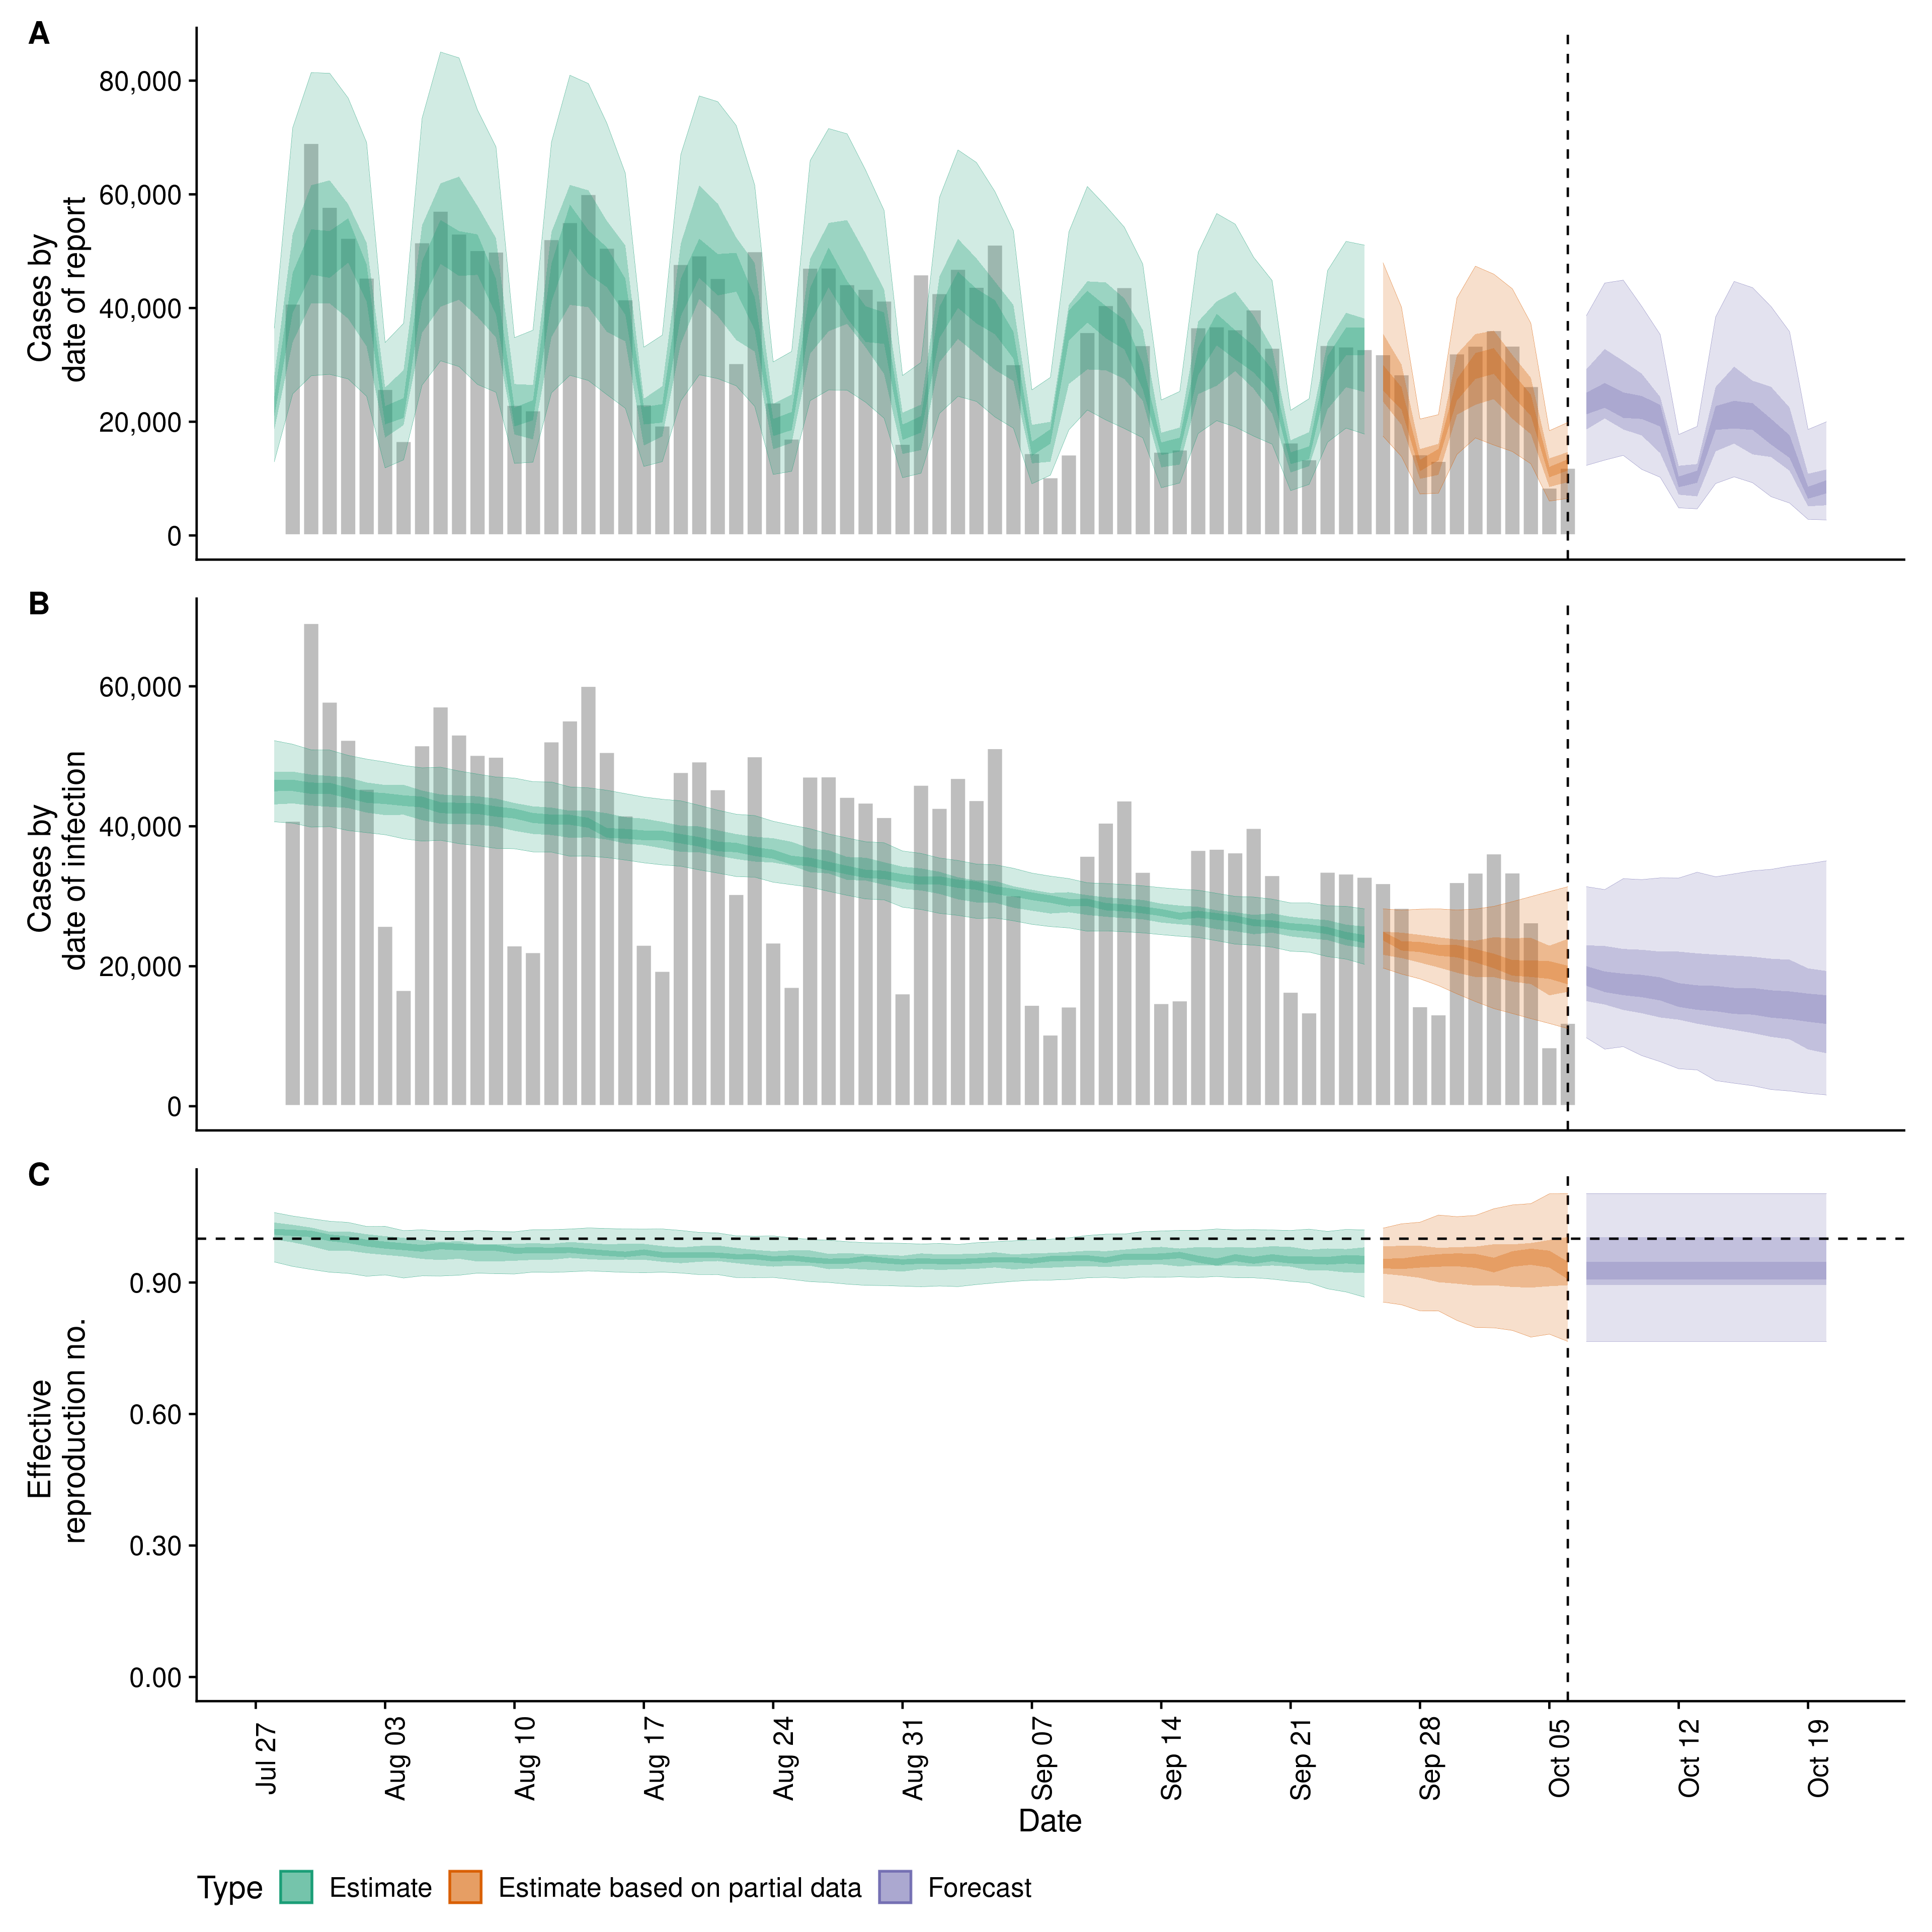 A
Cases by
date of report
80,000
60,000
40,000
20,000
0
B
Cases by
date of infection
60,000
40,000
20,000
0
C
Effective
reproduction no.
0.90
0.60
0.30
0.00
Jul 27
Aug 03
Aug 10
Aug 17
Aug 24
Aug 31
Sep 07
Sep 14
Sep 21
Sep 28
Oct 05
Oct 12
Oct 19
Date
Type Estimate Estimate based on partial data Forecast